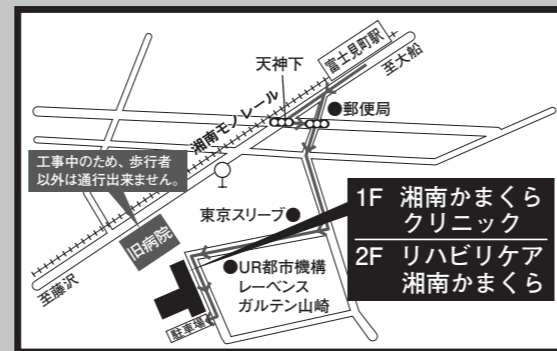 富士見町駅
至大船
天神下
●郵便局
湘南モノレール
工事中のため、歩行者
以外は通行出来ません。
1F 湘南かまくら
クリニック
2F リハビリケア
湘南かまくら
東京スリーブ●
旧病院
●UR都市機構
レーベンス
ガルテン山崎
至藤沢
駐車場